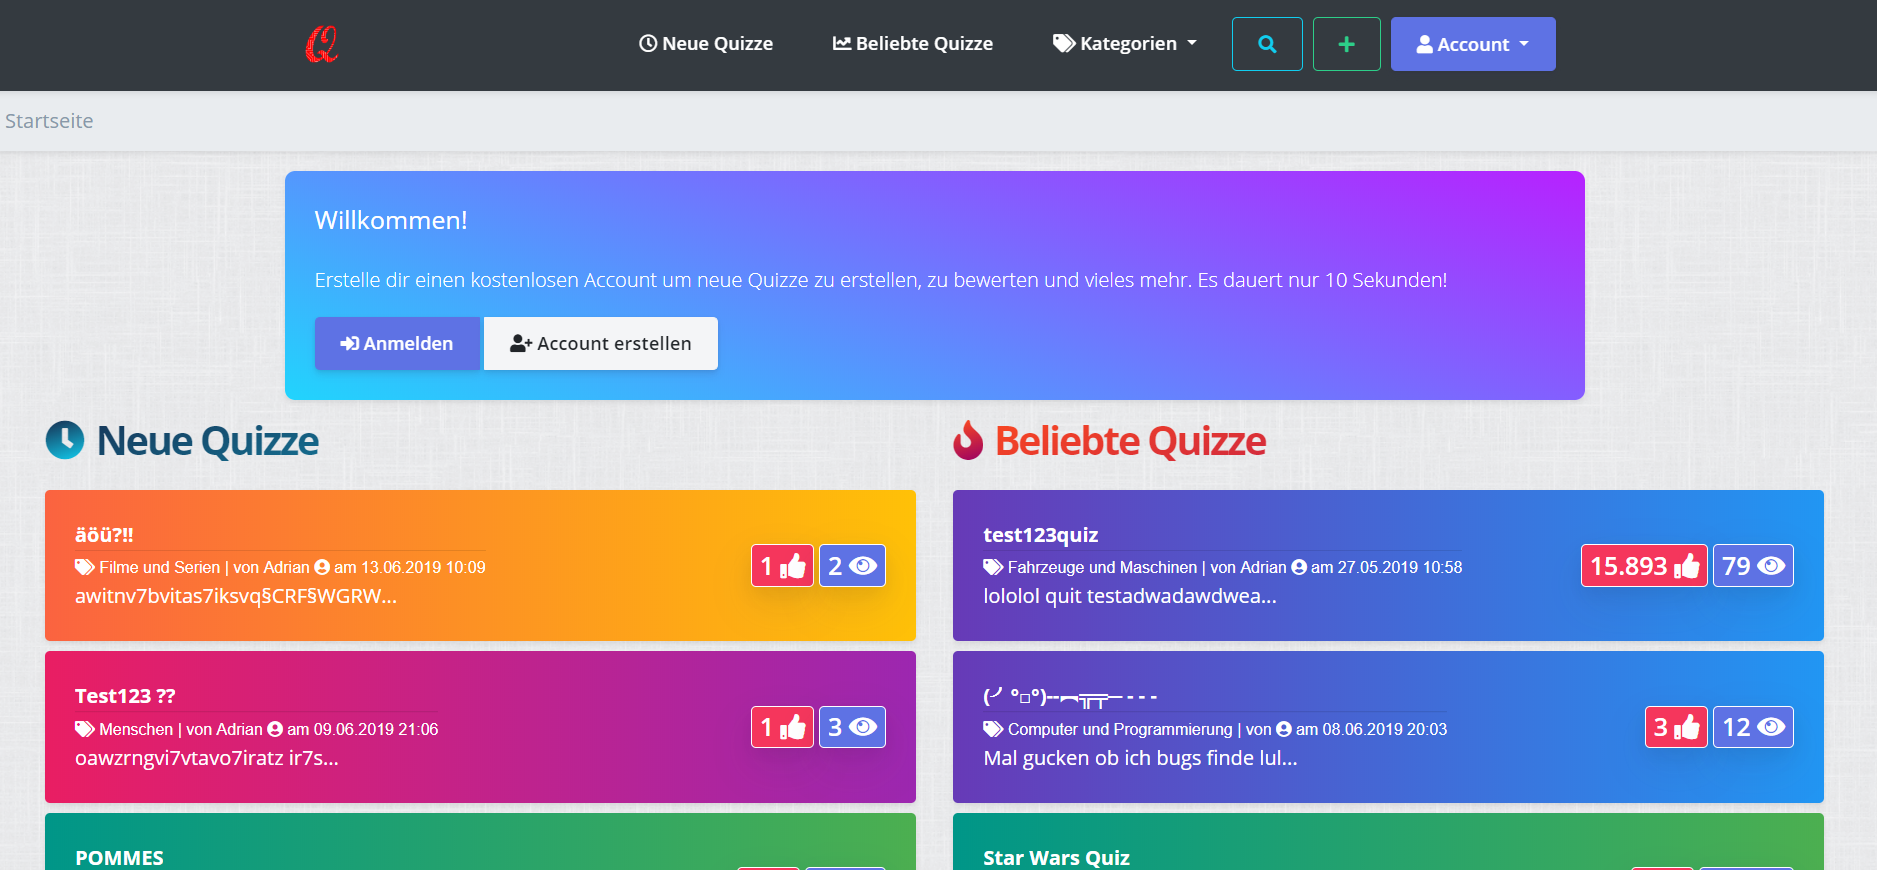 Q
Neue Quizze
Beliebte Quizze
Kategorien
Account
Startseite
Willkommen!
Erstelle dir einen kostenlosen Account um neue Quizze zu erstellen, zu bewerten und vieles mehr. Es dauert nur 10 Sekunden!
Anmelden
Account erstellen
Neue Quizze
äöü?!!
Filme und Serien | von Adrian am 13.06.2019 10:09
awitnv7bvitas7iksvq§CRF§WGRW...
1
2
Test123 ??
Menschen | von Adrian am 09.06.2019 21:06
oawzrngvi7vtavo7iratz ir7s...
1
3
POMMES
Beliebte Quizze
test123quiz
Fahrzeuge und Maschinen | von Adrian am 27.05.2019 10:58
lololol quit testadwadawdwea...
15.893
79
(╯°□°)--︻╦╤─ - - -
Computer und Programmierung | von am 08.06.2019 20:03
Mal gucken ob ich bugs finde lul...
3
12
Star Wars Quiz